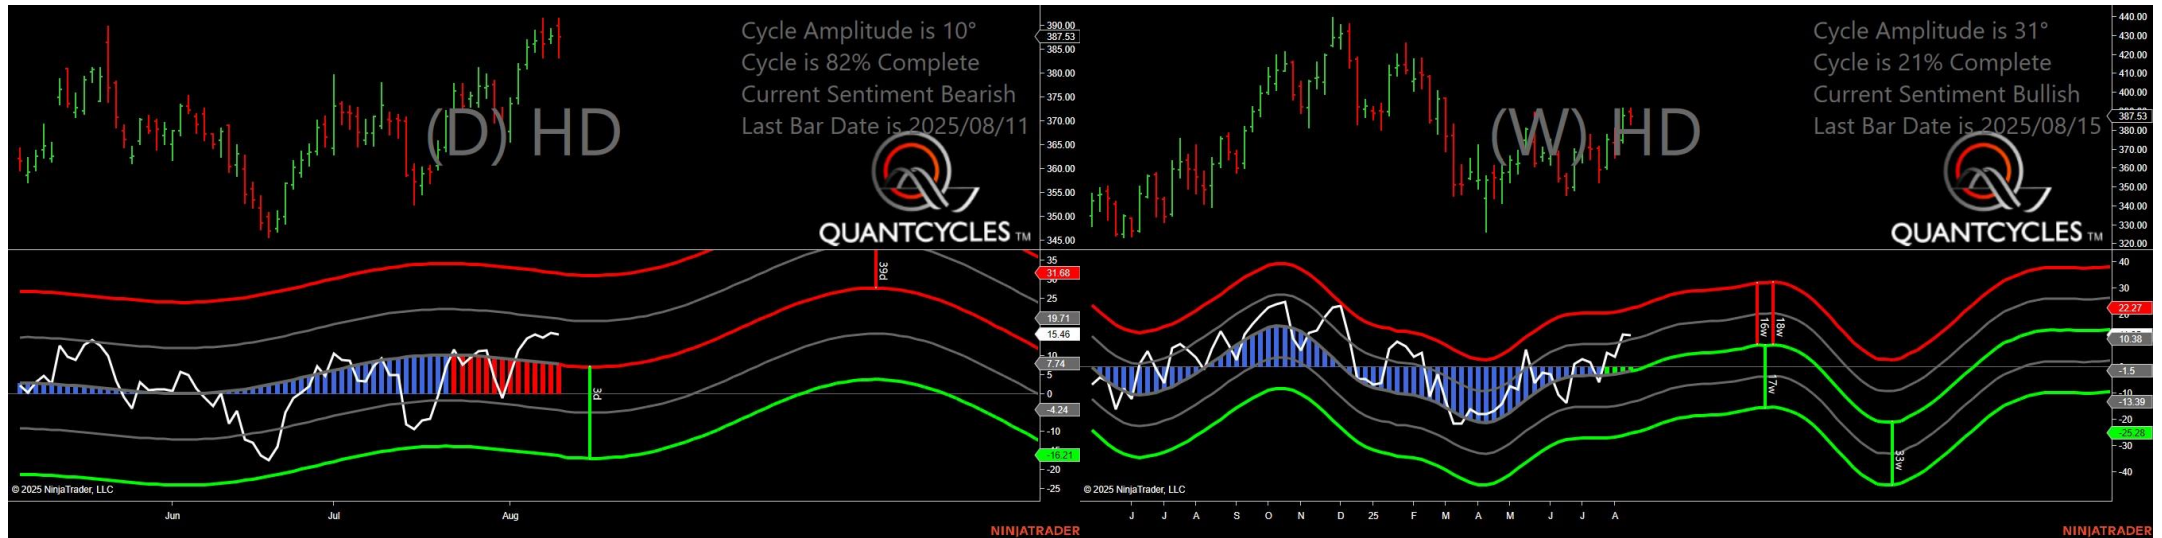 Cycle Amplitude is 10°
Cycle is 82% Complete
Current Sentiment Bearish
Last Bar Date is 2025/08/11
(D) HD
QUANTCYCLES TM
390.00
387.53
385.00
380.00
375.00
370.00
365.00
360.00
355.00
350.00
345.00
39d
3d
35
31.68
25
19.71
15.46
10
7.74
5
0
-4.24
-10
-16.21
-20
-25
© 2025 NinjaTrader, LLC
Jun
Jul
Aug
NINJATRADER
Cycle Amplitude is 31°
Cycle is 21% Complete
Current Sentiment Bullish
Last Bar Date is 2025/08/15
(W) HD
QUANTCYCLES TM
440.00
430.00
420.00
410.00
400.00
387.53
380.00
370.00
360.00
350.00
340.00
330.00
320.00
16w
18w
17w
33w
40
30
22.27
20
10.38
-1.5
-10
-13.39
-25.28
-30
-40
© 2025 NinjaTrader, LLC
J
J
A
S
O
N
D
25
F
M
A
M
J
J
A
NINJATRADER